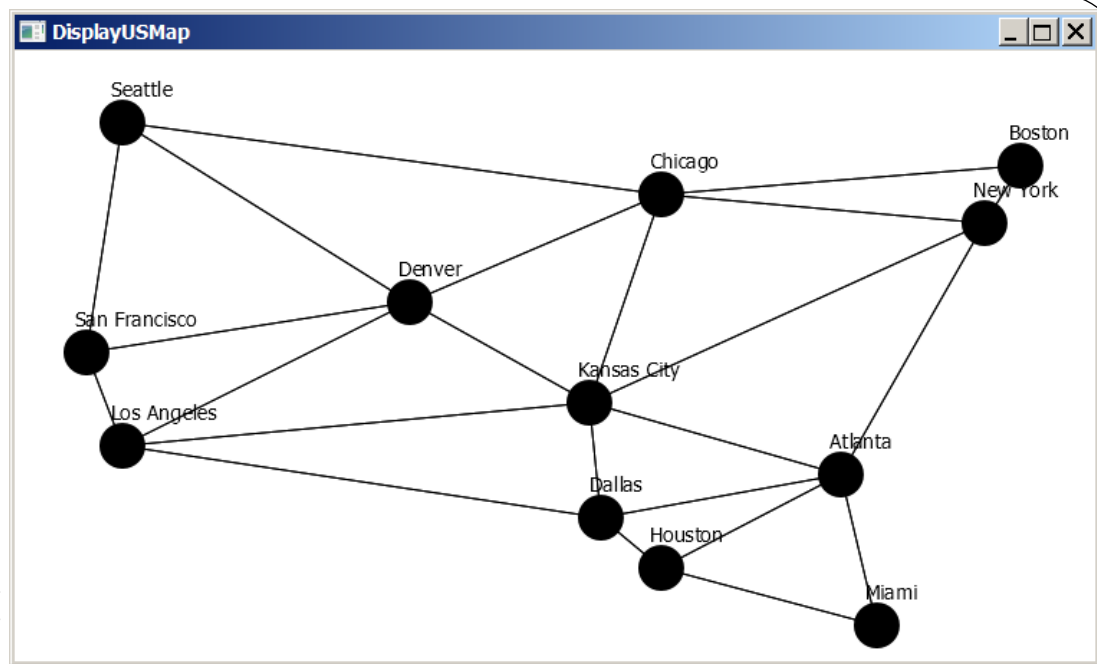 DisplayUSMap
Seattle
Boston
Chicago
New York
Denver
San Francisco
Kansas City
Los Angeles
Atlanta
Dallas
Houston
Miami